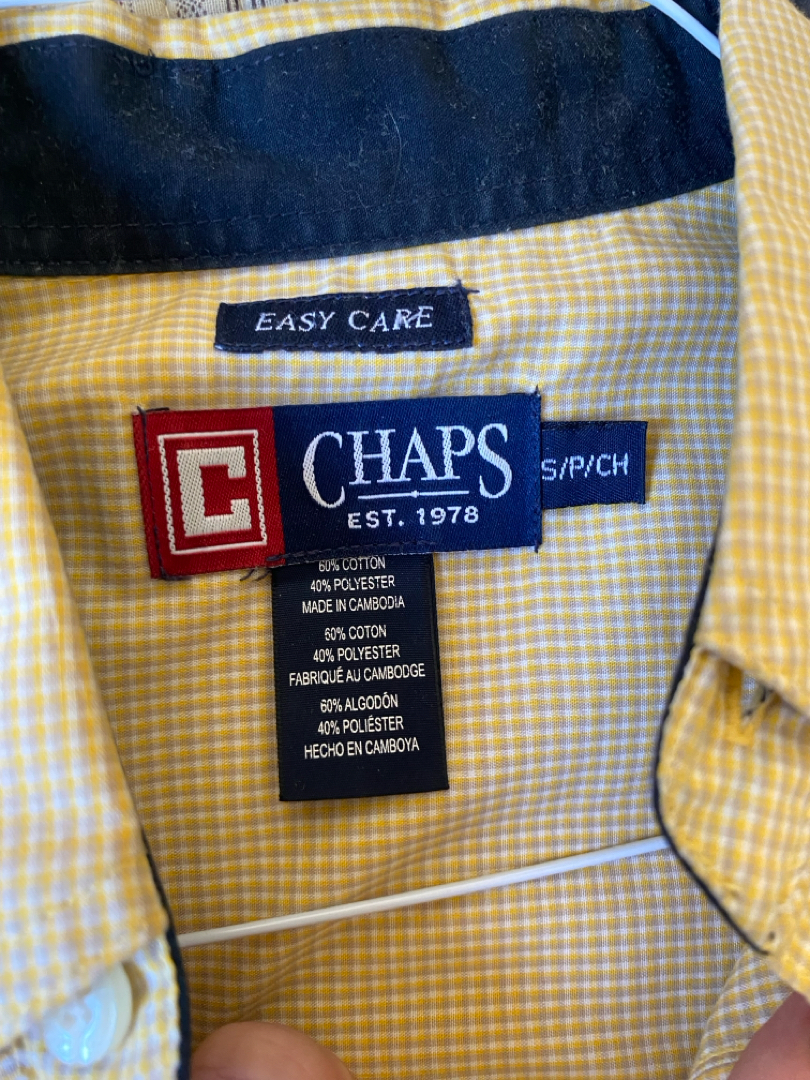 EASY CARE
C
CHAPS
EST. 1978
S/P/CH
60% COTTON
40% POLYESTER
MADE IN CAMBODIA
60% COTON
40% POLYESTER
FABRIQUÉ AU CAMBODGE
60% ALGODÓN
40% POLIÉSTER
HECHO EN CAMBOYA